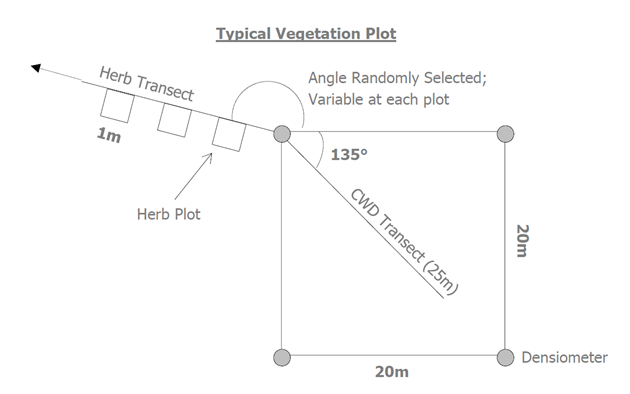 Typical Vegetation Plot
Herb Transect
Angle Randomly Selected;
Variable at each plot
1m
135°
Herb Plot
CWD Transect (25m)
20m
Densiometer
20m